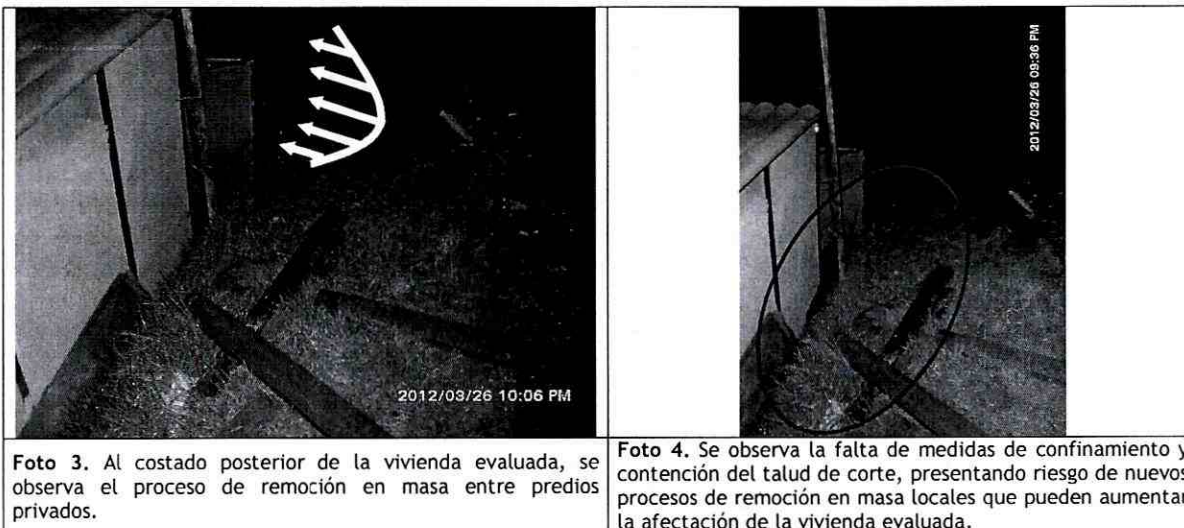 2012/03/26 10:06 PM
2012/03/26 09:36 PM
Foto 3. Al costado posterior de la vivienda evaluada, se
observa el proceso de remoción en masa entre predios
privados.
Foto 4. Se observa la falta de medidas de confinamiento y
contención del talud de corte, presentando riesgo de nuevos
procesos de remoción en masa locales que pueden aumentar
la afectación de la vivienda evaluada.